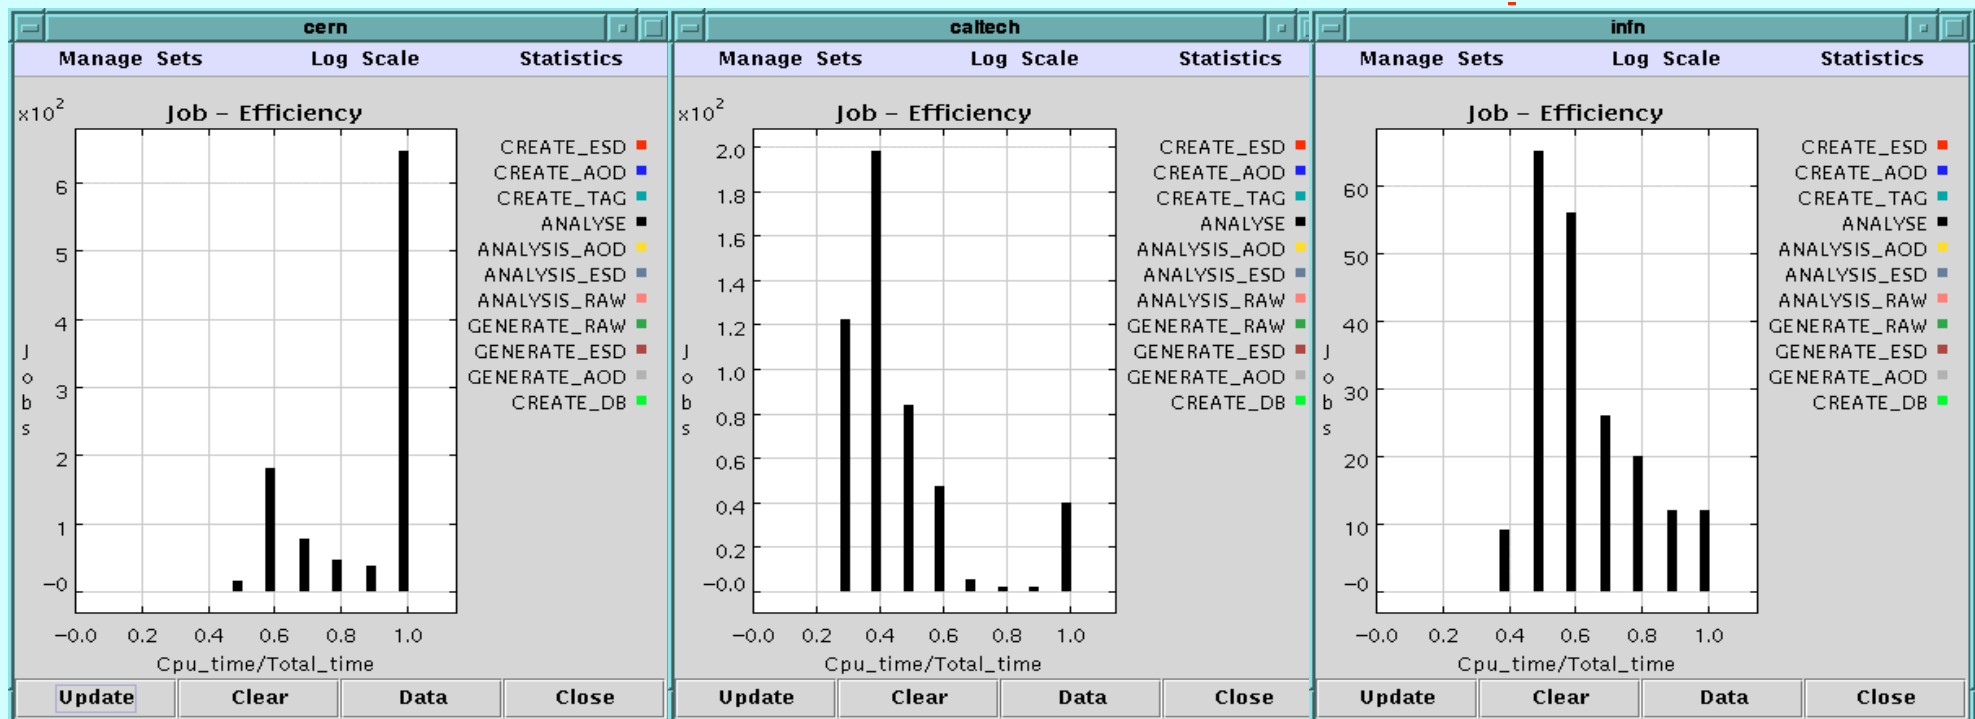 cern
Manage Sets Log Scale Statistics
Job – Efficiency
x10²
6
5
4
3
2
1
–0
–0.0 0.2 0.4 0.6 0.8 1.0
Jobs
Cpu_time/Total_time
CREATE_ESD
CREATE_AOD
CREATE_TAG
ANALYSE
ANALYSIS_AOD
ANALYSIS_ESD
ANALYSIS_RAW
GENERATE_RAW
GENERATE_ESD
GENERATE_AOD
CREATE_DB
Update Clear Data Close
caltech
Manage Sets Log Scale Statistics
Job – Efficiency
x10²
2.0
1.8
1.6
1.4
1.2
1.0
0.8
0.6
0.4
0.2
–0.0
–0.0 0.2 0.4 0.6 0.8 1.0
Jobs
Cpu_time/Total_time
CREATE_ESD
CREATE_AOD
CREATE_TAG
ANALYSE
ANALYSIS_AOD
ANALYSIS_ESD
ANALYSIS_RAW
GENERATE_RAW
GENERATE_ESD
GENERATE_AOD
CREATE_DB
Update Clear Data Close
infn
Manage Sets Log Scale Statistics
Job – Efficiency
60
50
40
30
20
10
–0
–0.0 0.2 0.4 0.6 0.8 1.0
Jobs
Cpu_time/Total_time
CREATE_ESD
CREATE_AOD
CREATE_TAG
ANALYSE
ANALYSIS_AOD
ANALYSIS_ESD
ANALYSIS_RAW
GENERATE_RAW
GENERATE_ESD
GENERATE_AOD
CREATE_DB
Update Clear Data Close